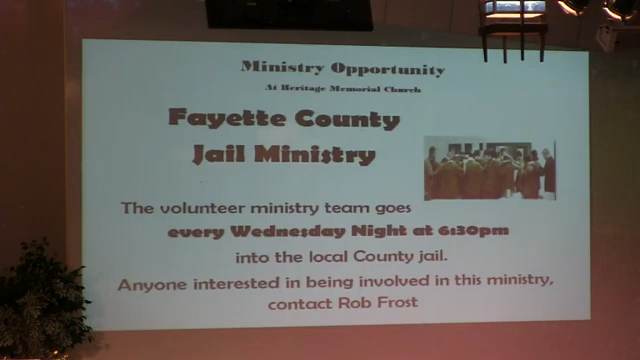 Ministry Opportunity
At Heritage Memorial Church
Fayette County
Jail Ministry
The volunteer ministry team goes
every Wednesday Night at 6:30pm
into the local County jail.
Anyone interested in being involved in this ministry,
contact Rob Frost